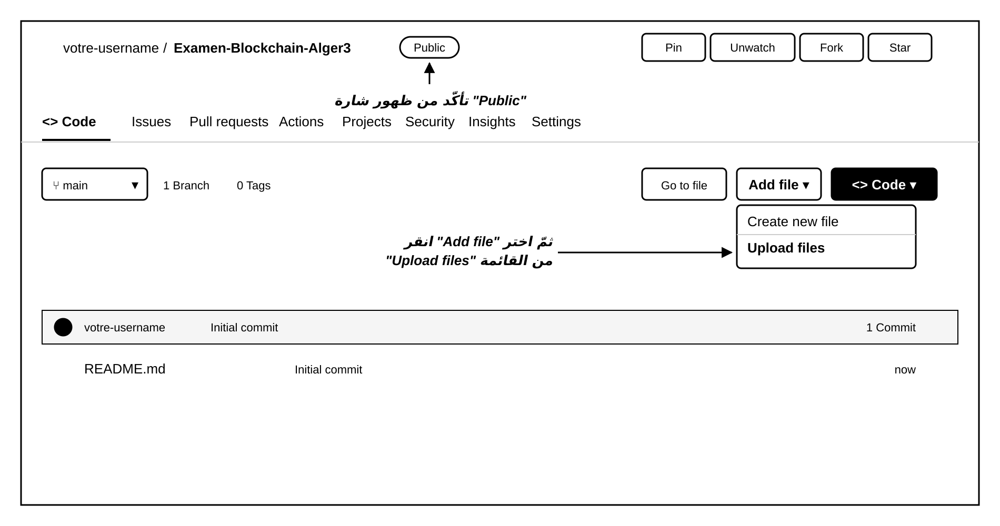 votre-username / Examen-Blockchain-Alger3 Public Pin Unwatch Fork Star
"Public" تأكّد من ظهور شارة
<> Code Issues Pull requests Actions Projects Security Insights Settings
⑂ main ▾ 1 Branch 0 Tags Go to file Add file ▾ <> Code ▾
Create new file
انقر "Add file" ثمّ اختر
Upload files
"Upload files" من القائمة
votre-username Initial commit 1 Commit
README.md Initial commit now